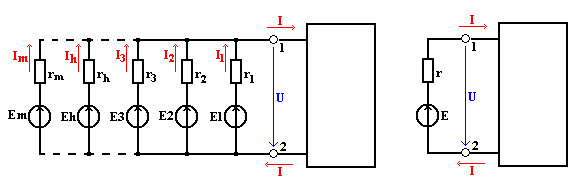 I I
1 1
Im Ih I3 I2 I1
rm rh r3 r2 r1 r
U U
Em Eh E3 E2 E1 E
2 2
I I